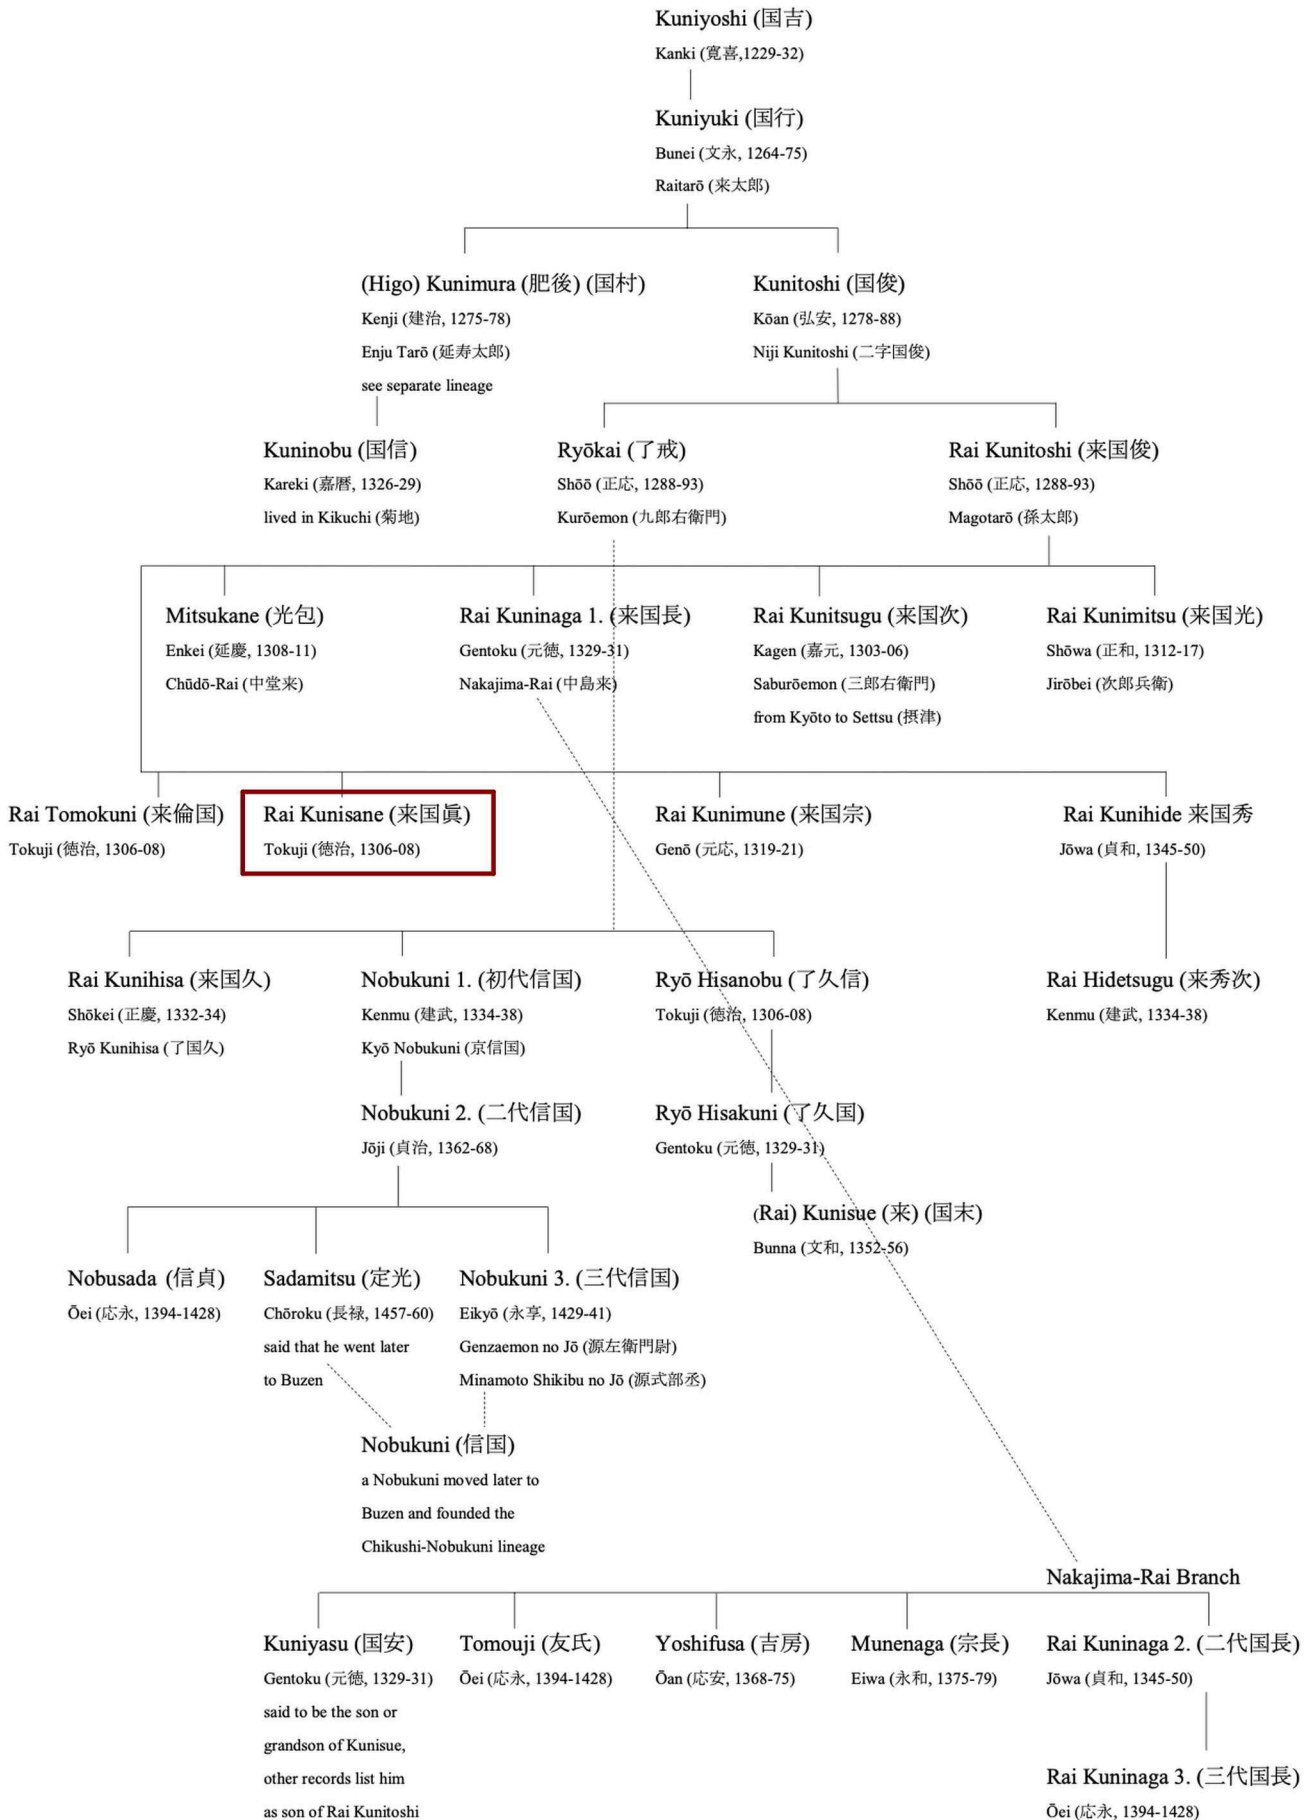 Kuniyoshi (国吉)
Kanki (寛喜,1229-32)
Kuniyuki (国行)
Bunei (文永, 1264-75)
Raitarō (来太郎)
(Higo) Kunimura (肥後) (国村)
Kenji (建治, 1275-78)
Enju Tarō (延寿太郎)
see separate lineage
Kunitoshi (国俊)
Kōan (弘安, 1278-88)
Niji Kunitoshi (二字国俊)
Kuninobu (国信)
Kareki (嘉暦, 1326-29)
lived in Kikuchi (菊地)
Ryōkai (了戒)
Shōō (正応, 1288-93)
Kurōemon (九郎右衛門)
Rai Kunitoshi (来国俊)
Shōō (正応, 1288-93)
Magotarō (孫太郎)
Mitsukane (光包)
Enkei (延慶, 1308-11)
Chūdō-Rai (中堂来)
Rai Kuninaga 1. (来国長)
Gentoku (元徳, 1329-31)
Nakajima-Rai (中島来)
Rai Kunitsugu (来国次)
Kagen (嘉元, 1303-06)
Saburōemon (三郎右衛門)
from Kyōto to Settsu (摂津)
Rai Kunimitsu (来国光)
Shōwa (正和, 1312-17)
Jirōbei (次郎兵衛)
Rai Tomokuni (来倫国)
Tokuji (徳治, 1306-08)
Rai Kunisane (来国眞)
Tokuji (徳治, 1306-08)
Rai Kunimune (来国宗)
Genō (元応, 1319-21)
Rai Kunihide 来国秀
Jōwa (貞和, 1345-50)
Rai Kunihisa (来国久)
Shōkei (正慶, 1332-34)
Ryō Kunihisa (了国久)
Nobukuni 1. (初代信国)
Kenmu (建武, 1334-38)
Kyō Nobukuni (京信国)
Ryō Hisanobu (了久信)
Tokuji (徳治, 1306-08)
Rai Hidetsugu (来秀次)
Kenmu (建武, 1334-38)
Nobukuni 2. (二代信国)
Jōji (貞治, 1362-68)
Ryō Hisakuni (了久国)
Gentoku (元徳, 1329-31)
(Rai) Kunisue (来) (国末)
Bunna (文和, 1352-56)
Nobusada (信貞)
Ōei (応永, 1394-1428)
Sadamitsu (定光)
Chōroku (長禄, 1457-60)
said that he went later
to Buzen
Nobukuni 3. (三代信国)
Eikyō (永享, 1429-41)
Genzaemon no Jō (源左衛門尉)
Minamoto Shikibu no Jō (源式部丞)
Nobukuni (信国)
a Nobukuni moved later to
Buzen and founded the
Chikushi-Nobukuni lineage
Nakajima-Rai Branch
Kuniyasu (国安)
Gentoku (元徳, 1329-31)
said to be the son or
grandson of Kunisue,
other records list him
as son of Rai Kunitoshi
Tomouji (友氏)
Ōei (応永, 1394-1428)
Yoshifusa (吉房)
Ōan (応安, 1368-75)
Munenaga (宗長)
Eiwa (永和, 1375-79)
Rai Kuninaga 2. (二代国長)
Jōwa (貞和, 1345-50)
Rai Kuninaga 3. (三代国長)
Ōei (応永, 1394-1428)